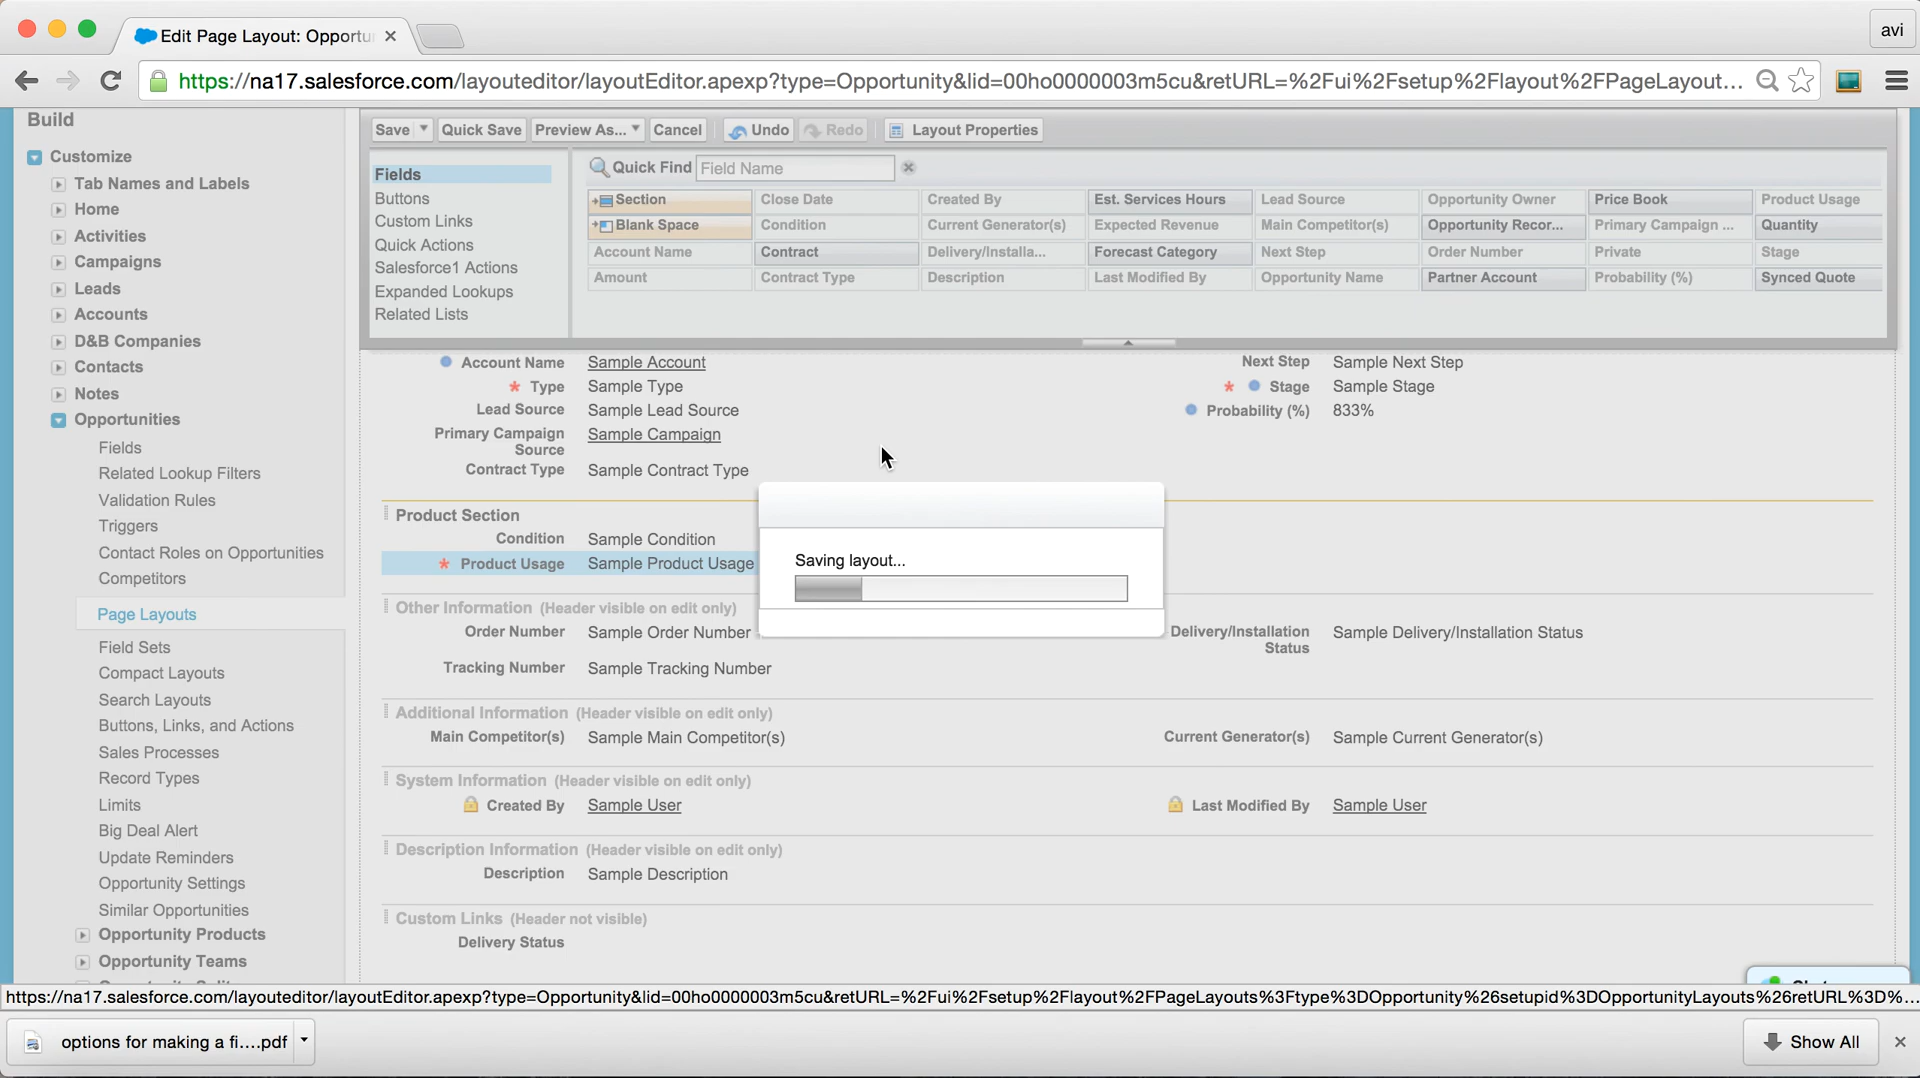 Edit Page Layout: Opportu
avi
https://na17.salesforce.com/layouteditor/layoutEditor.apexp?type=Opportunity&lid=00ho0000003m5cu&retURL=%2Fui%2Fsetup%2Flayout%2FPageLayout...
Build
Customize
Tab Names and Labels
Home
Activities
Campaigns
Leads
Accounts
D&B Companies
Contacts
Notes
Opportunities
Fields
Related Lookup Filters
Validation Rules
Triggers
Contact Roles on Opportunities
Competitors
Page Layouts
Field Sets
Compact Layouts
Search Layouts
Buttons, Links, and Actions
Sales Processes
Record Types
Limits
Big Deal Alert
Update Reminders
Opportunity Settings
Similar Opportunities
Opportunity Products
Opportunity Teams
Save Quick Save Preview As... Cancel Undo Redo Layout Properties
Fields
Buttons
Custom Links
Quick Actions
Salesforce1 Actions
Expanded Lookups
Related Lists
Quick Find Field Name
Section Close Date Created By Est. Services Hours Lead Source Opportunity Owner Price Book Product Usage
Blank Space Condition Current Generator(s) Expected Revenue Main Competitor(s) Opportunity Recor... Primary Campaign ... Quantity
Account Name Contract Delivery/Installa... Forecast Category Next Step Order Number Private Stage
Amount Contract Type Description Last Modified By Opportunity Name Partner Account Probability (%) Synced Quote
Account Name Sample Account Next Step Sample Next Step
* Type Sample Type * Stage Sample Stage
Lead Source Sample Lead Source Probability (%) 833%
Primary Campaign Source Sample Campaign
Contract Type Sample Contract Type
Product Section
Condition Sample Condition
* Product Usage Sample Product Usage
Saving layout...
Other Information (Header visible on edit only)
Order Number Sample Order Number Delivery/Installation Status Sample Delivery/Installation Status
Tracking Number Sample Tracking Number
Additional Information (Header visible on edit only)
Main Competitor(s) Sample Main Competitor(s) Current Generator(s) Sample Current Generator(s)
System Information (Header visible on edit only)
Created By Sample User Last Modified By Sample User
Description Information (Header visible on edit only)
Description Sample Description
Custom Links (Header not visible)
Delivery Status
https://na17.salesforce.com/layouteditor/layoutEditor.apexp?type=Opportunity&lid=00ho0000003m5cu&retURL=%2Fui%2Fsetup%2Flayout%2FPageLayouts%3Ftype%3DOpportunity%26setupid%3DOpportunityLayouts%26retURL%3D%...
options for making a fi....pdf
Show All